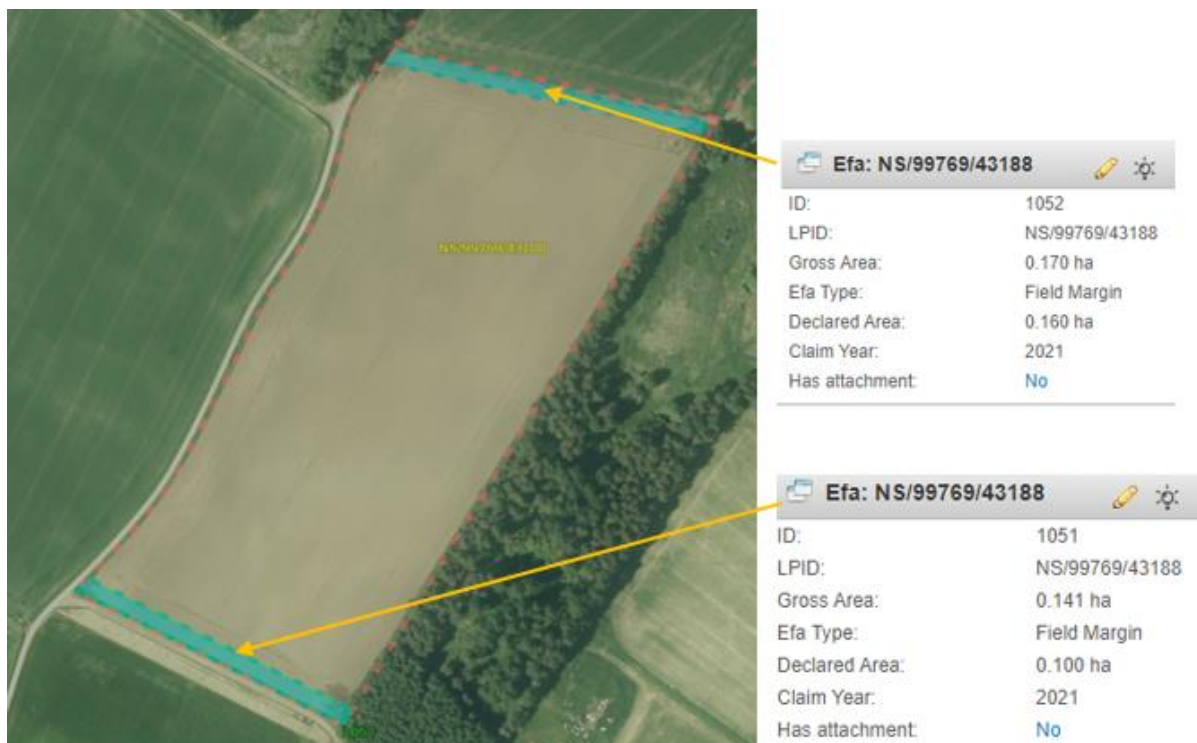 NS/99769/43188
Efa: NS/99769/43188
ID: 1052
LPID: NS/99769/43188
Gross Area: 0.170 ha
Efa Type: Field Margin
Declared Area: 0.160 ha
Claim Year: 2021
Has attachment: No
Efa: NS/99769/43188
ID: 1051
LPID: NS/99769/43188
Gross Area: 0.141 ha
Efa Type: Field Margin
Declared Area: 0.100 ha
Claim Year: 2021
Has attachment: No